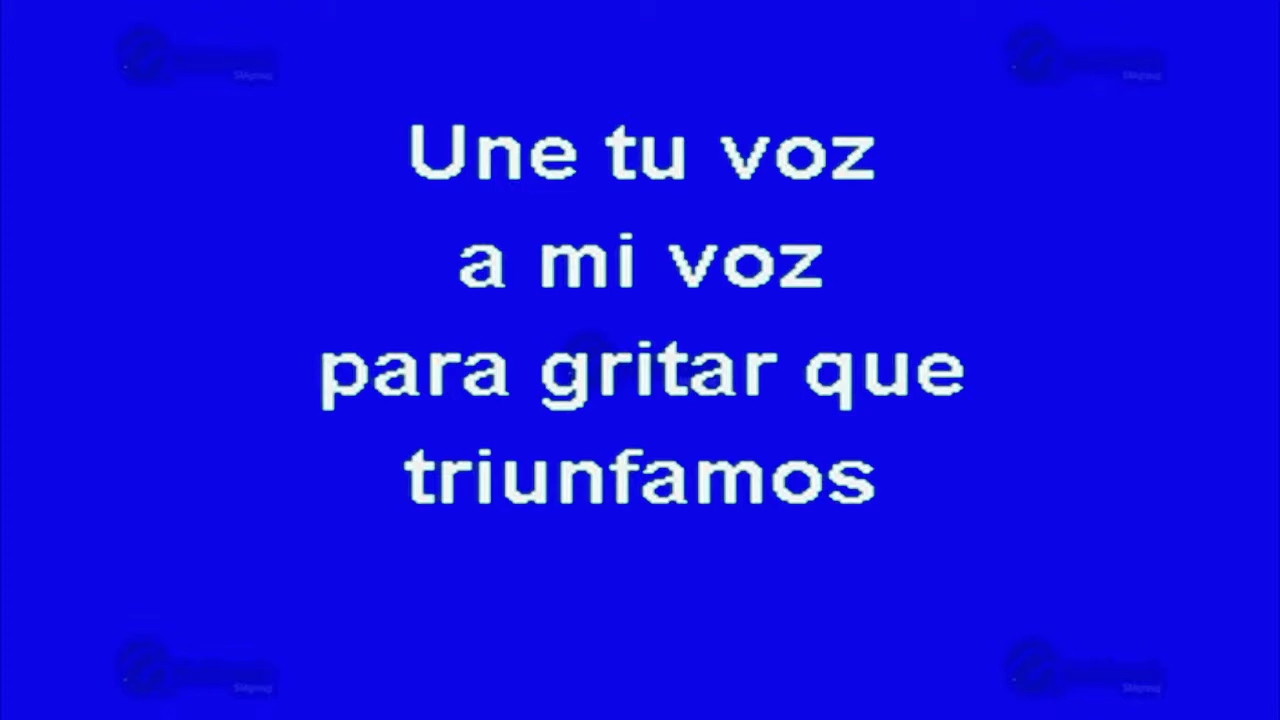 Une tu voz
a mi voz
para gritar que
triunfamos